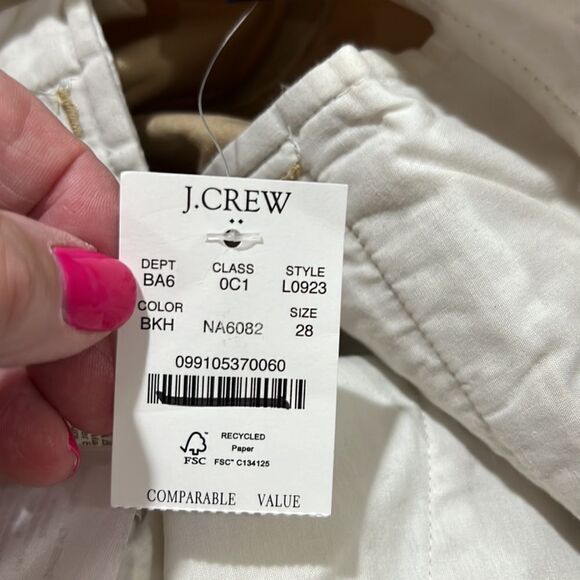 J.CREW
DEPT CLASS STYLE
BA6 0C1 L0923
COLOR SIZE
BKH NA6082 28
099105370060
RECYCLED
Paper
FSC FSC™ C134125
COMPARABLE VALUE